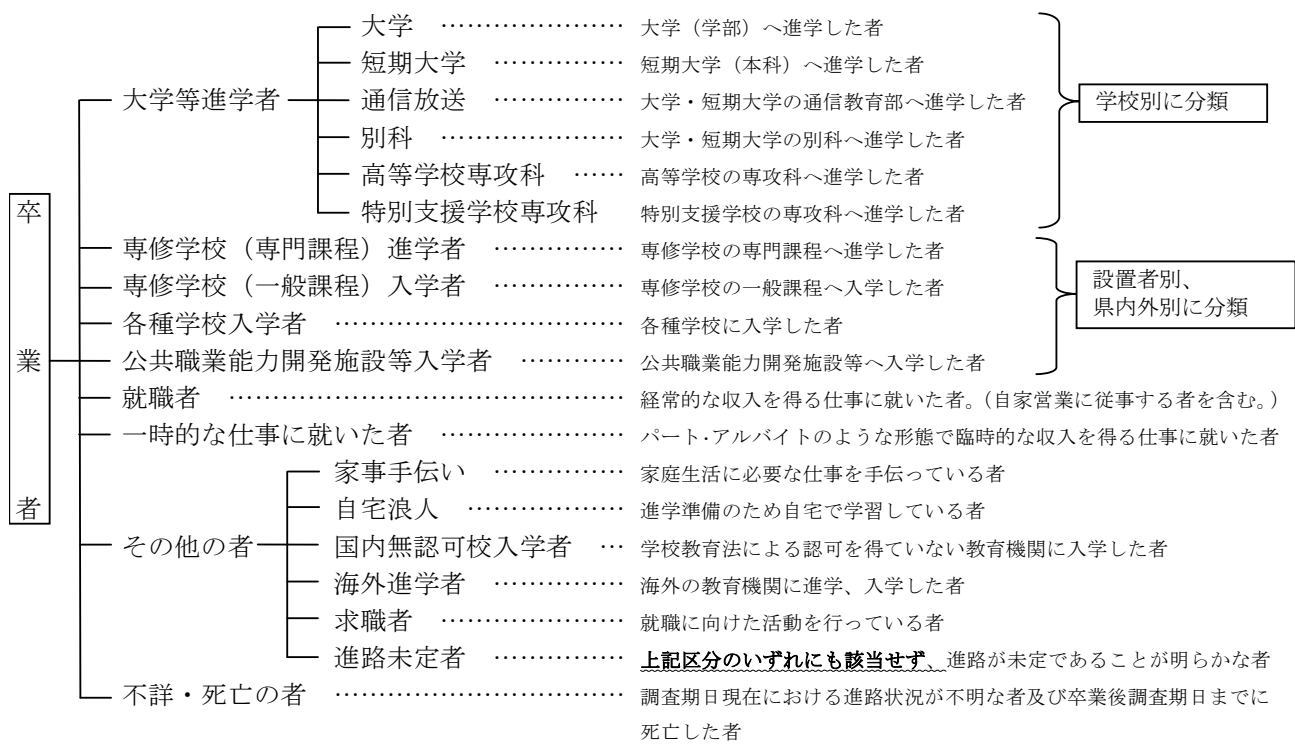 大学 ………………… 大学（学部）へ進学した者
短期大学 …………… 短期大学（本科）へ進学した者
大学等進学者 通信放送 …………… 大学・短期大学の通信教育部へ進学した者 学校別に分類
別科 ………………… 大学・短期大学の別科へ進学した者
高等学校専攻科 …… 高等学校の専攻科へ進学した者
特別支援学校専攻科 特別支援学校の専攻科へ進学した者
卒業者
専修学校（専門課程）進学者 …………… 専修学校の専門課程へ進学した者
専修学校（一般課程）入学者 …………… 専修学校の一般課程へ入学した者
設置者別、
県内外別に分類
各種学校入学者 ……………………………… 各種学校に入学した者
公共職業能力開発施設等入学者 ………… 公共職業能力開発施設等へ入学した者
就職者 ………………………………………… 経常的な収入を得る仕事に就いた者。（自家営業に従事する者を含む。）
一時的な仕事に就いた者 ………………… パート･アルバイトのような形態で臨時的な収入を得る仕事に就いた者
家事手伝い …………… 家庭生活に必要な仕事を手伝っている者
自宅浪人 ……………… 進学準備のため自宅で学習している者
その他の者 国内無認可校入学者 … 学校教育法による認可を得ていない教育機関に入学した者
海外進学者 …………… 海外の教育機関に進学、入学した者
求職者 ………………… 就職に向けた活動を行っている者
進路未定者 …………… 上記区分のいずれにも該当せず、進路が未定であることが明らかな者
不詳・死亡の者 ……………………………… 調査期日現在における進路状況が不明な者及び卒業後調査期日までに
死亡した者